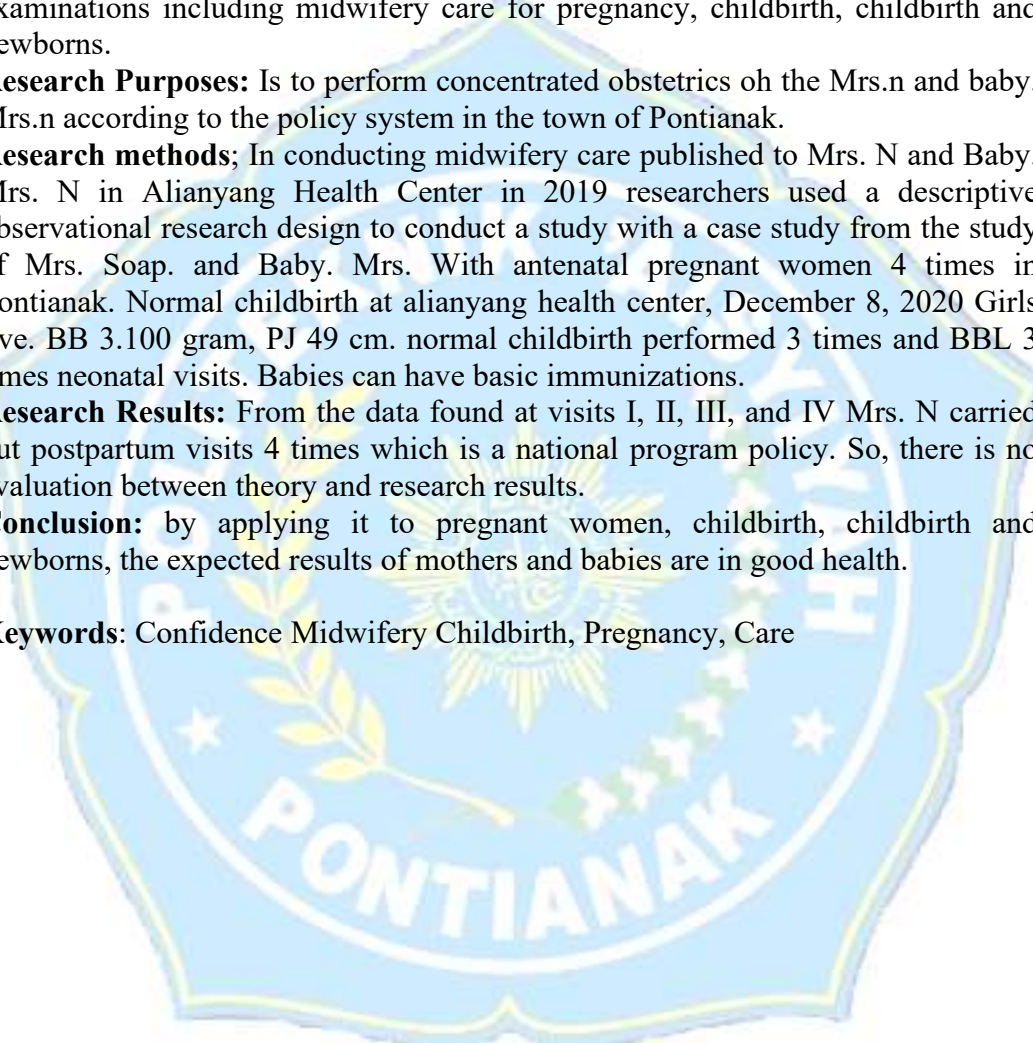 xaminations including midwifery care for pregnancy, childbirth, childbirth and
ewborns.
esearch Purposes: Is to perform concentrated obstetrics oh the Mrs.n and baby.
Mrs.n according to the policy system in the town of Pontianak.
esearch methods; In conducting midwifery care published to Mrs. N and Baby.
Mrs. N in Alianyang Health Center in 2019 researchers used a descriptive
bservational research design to conduct a study with a case study from the study
f Mrs. Soap. and Baby. Mrs. With antenatal pregnant women 4 times in
ontianak. Normal childbirth at alianyang health center, December 8, 2020 Girls
ive. BB 3.100 gram, PJ 49 cm. normal childbirth performed 3 times and BBL 3
imes neonatal visits. Babies can have basic immunizations.
esearch Results: From the data found at visits I, II, III, and IV Mrs. N carried
ut postpartum visits 4 times which is a national program policy. So, there is no
valuation between theory and research results.
onclusion: by applying it to pregnant women, childbirth, childbirth and
ewborns, the expected results of mothers and babies are in good health.
Keywords: Confidence Midwifery Childbirth, Pregnancy, Care
PONTIANAK